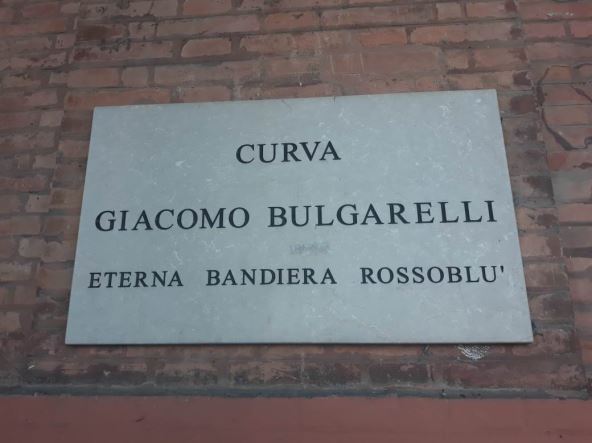 CURVA
GIACOMO BULGARELLI
ETERNA BANDIERA ROSSOBLU'